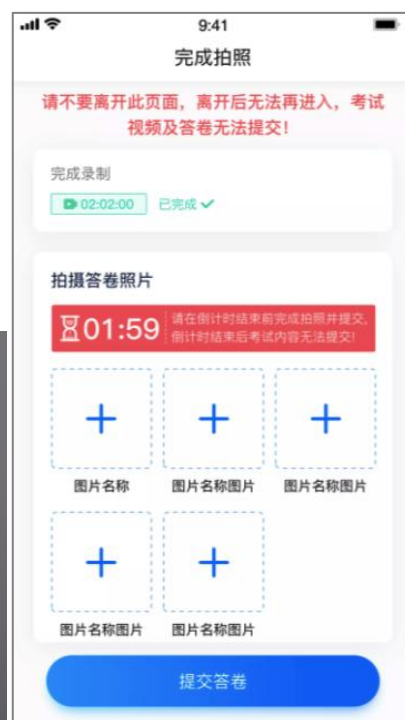 9:41
完成拍照
请不要离开此页面，离开后无法再进入，考试
视频及答卷无法提交！
完成录制
02:02:00 已完成
拍摄答卷照片
01:59
请在倒计时结束前完成拍照并提交,
倒计时结束后考试内容无法提交!
图片名称 图片名称图片 图片名称图片
图片名称图片 图片名称图片
提交答卷